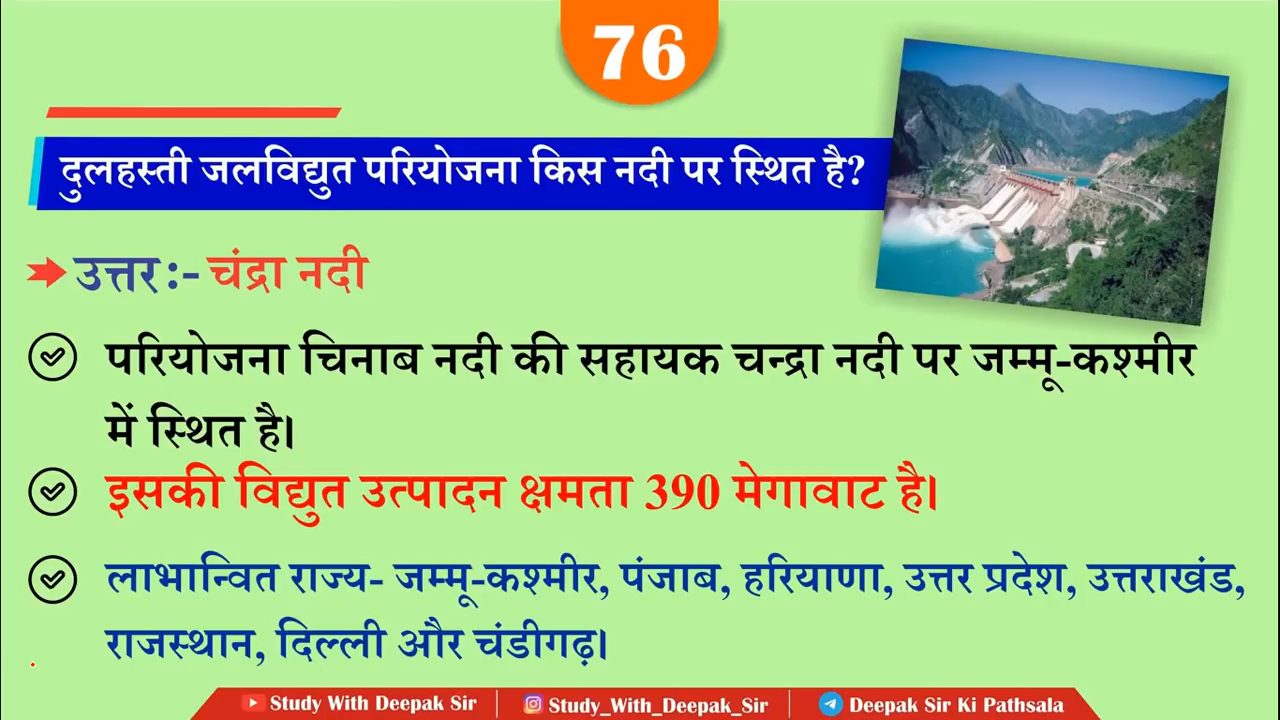 76
दुलहस्ती जलविद्युत परियोजना किस नदी पर स्थित है?
उत्तर:- चंद्रा नदी
परियोजना चिनाब नदी की सहायक चन्द्रा नदी पर जम्मू-कश्मीर
में स्थित है।
इसकी विद्युत उत्पादन क्षमता 390 मेगावाट है।
लाभान्वित राज्य- जम्मू-कश्मीर, पंजाब, हरियाणा, उत्तर प्रदेश, उत्तराखंड,
राजस्थान, दिल्ली और चंडीगढ़।
Study With Deepak Sir
Study_With_Deepak_Sir
Deepak Sir Ki Pathsala